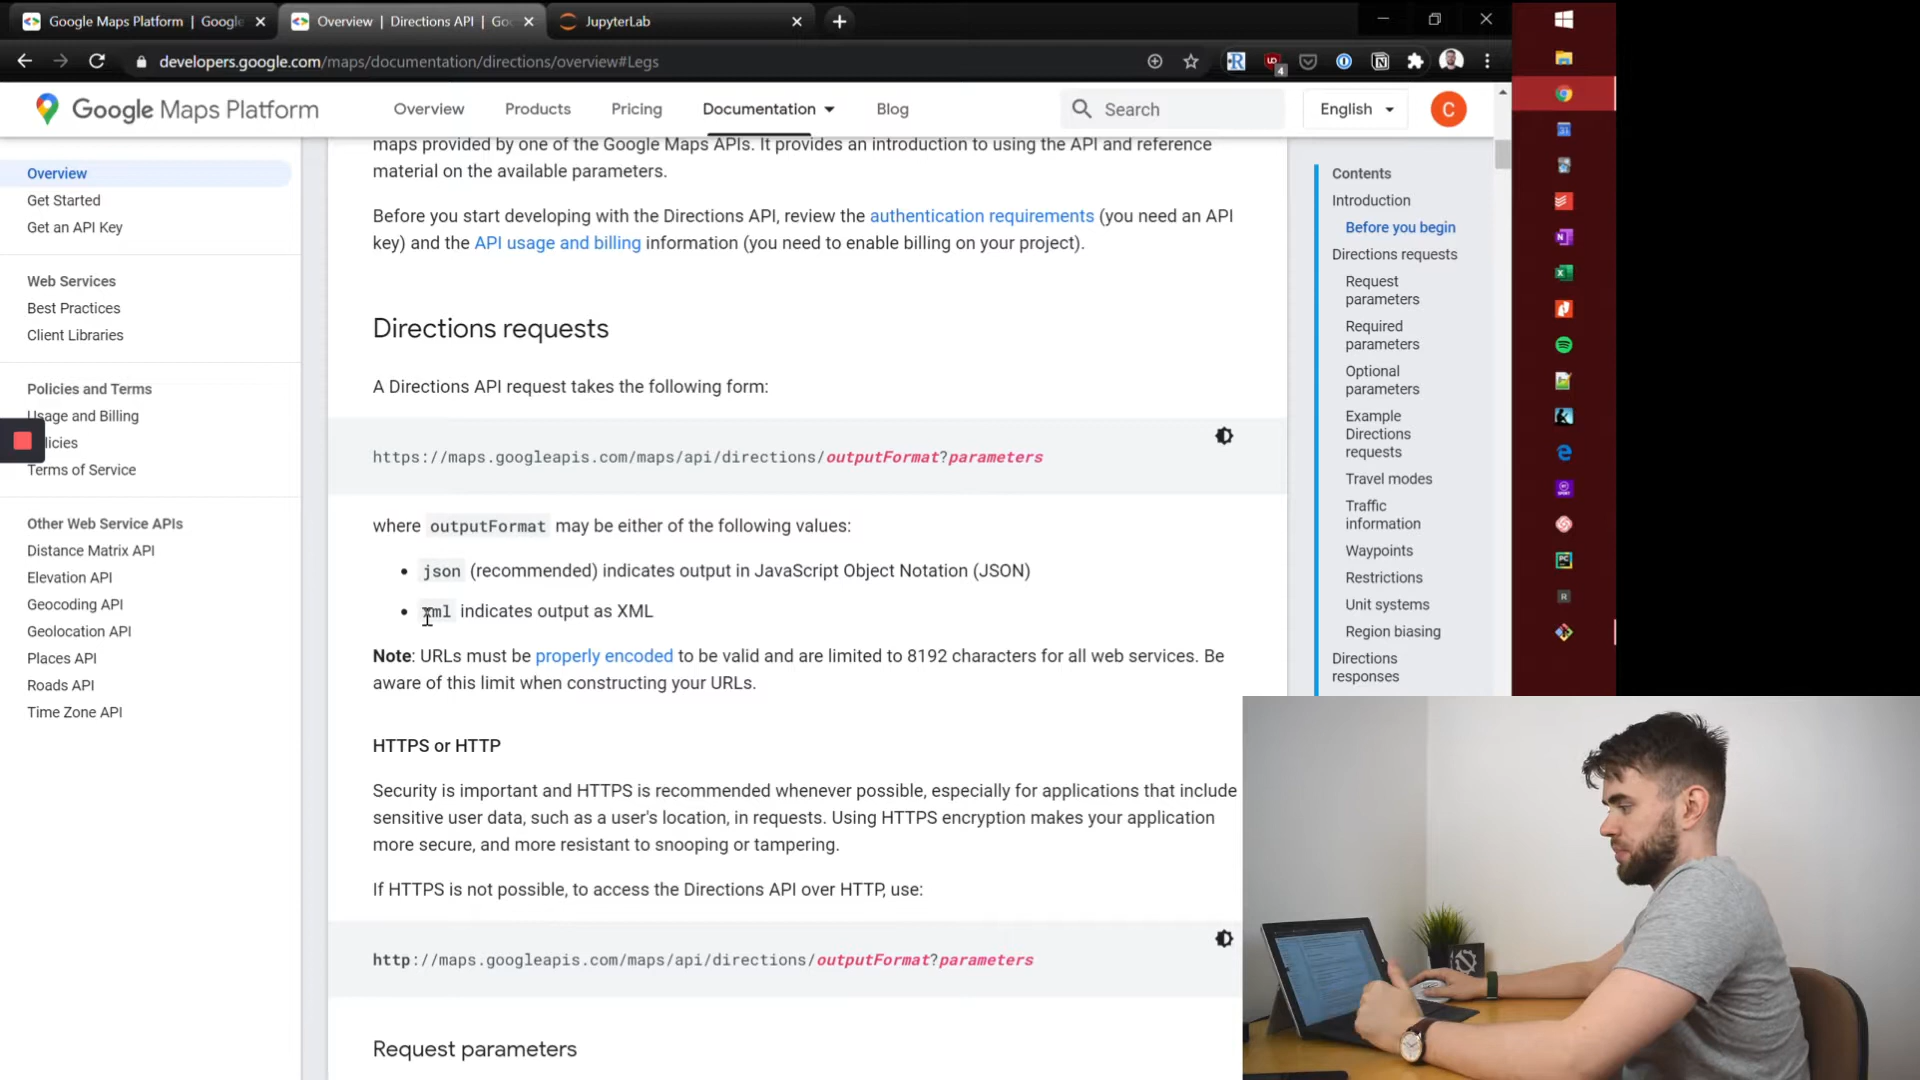 Google Maps Platform | Google
Overview | Directions API | Goo
JupyterLab
developers.google.com/maps/documentation/directions/overview#Legs
4
Google Maps Platform
Overview
Products
Pricing
Documentation
Blog
Search
English
C
Overview
Get Started
Get an API Key
Web Services
Best Practices
Client Libraries
Policies and Terms
Usage and Billing
licies
Terms of Service
Other Web Service APIs
Distance Matrix API
Elevation API
Geocoding API
Geolocation API
Places API
Roads API
Time Zone API
maps provided by one of the Google Maps APIs. It provides an introduction to using the API and reference
material on the available parameters.
Before you start developing with the Directions API, review the authentication requirements (you need an API
key) and the API usage and billing information (you need to enable billing on your project).
Directions requests
A Directions API request takes the following form:
https://maps.googleapis.com/maps/api/directions/outputFormat?parameters
where outputFormat may be either of the following values:
• json (recommended) indicates output in JavaScript Object Notation (JSON)
• xml indicates output as XML
Note: URLs must be properly encoded to be valid and are limited to 8192 characters for all web services. Be
aware of this limit when constructing your URLs.
HTTPS or HTTP
Security is important and HTTPS is recommended whenever possible, especially for applications that include
sensitive user data, such as a user's location, in requests. Using HTTPS encryption makes your application
more secure, and more resistant to snooping or tampering.
If HTTPS is not possible, to access the Directions API over HTTP, use:
http://maps.googleapis.com/maps/api/directions/outputFormat?parameters
Request parameters
Contents
Introduction
Before you begin
Directions requests
Request
parameters
Required
parameters
Optional
parameters
Example
Directions
requests
Travel modes
Traffic
information
Waypoints
Restrictions
Unit systems
Region biasing
Directions
responses